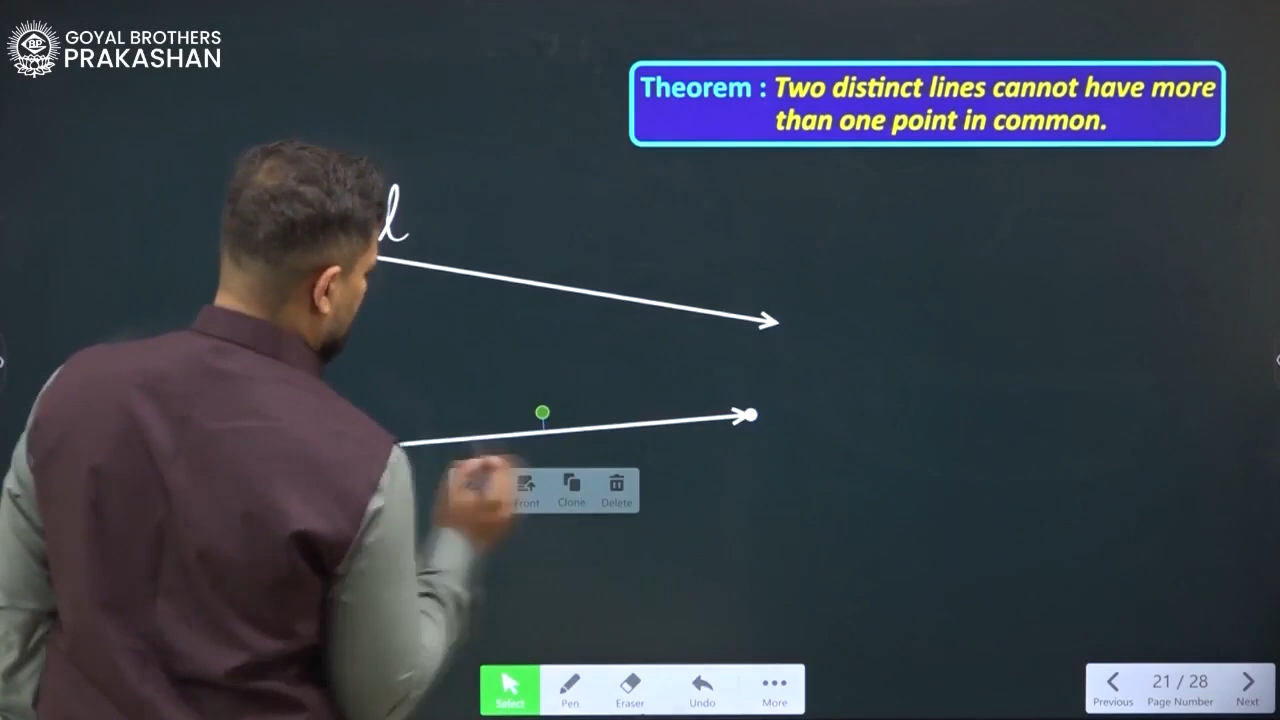 GOYAL BROTHERS
PRAKASHAN
Theorem : Two distinct lines cannot have more
than one point in common.
l
Front
Clone
Delete
Select
Pen
Eraser
Undo
More
Previous
21 / 28
Page Number
Next